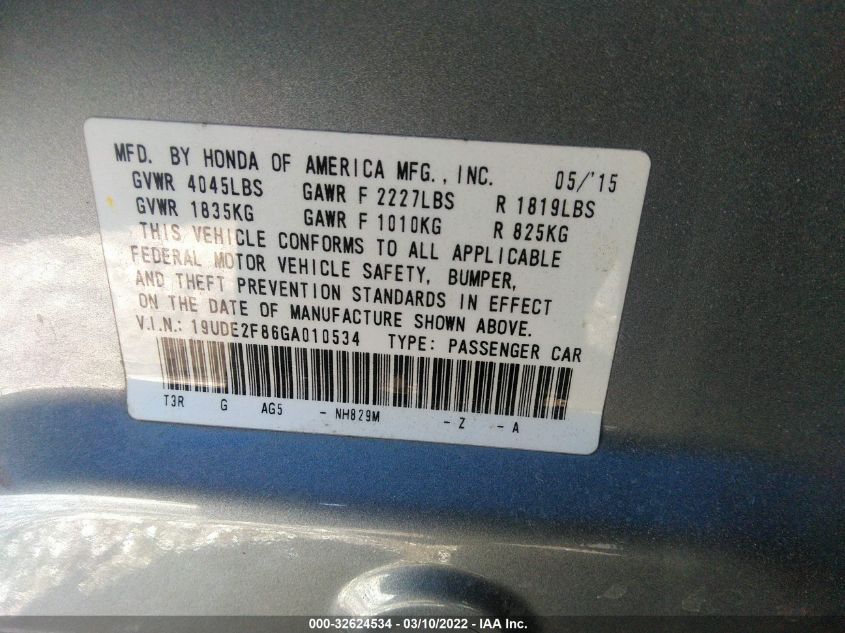 MFD. BY HONDA OF AMERICA MFG., INC. 05/'15
GVWR 4045LBS GAWR F 2227LBS R 1819LBS
GVWR 1835KG GAWR F 1010KG R 825KG
THIS VEHICLE CONFORMS TO ALL APPLICABLE
FEDERAL MOTOR VEHICLE SAFETY, BUMPER,
AND THEFT PREVENTION STANDARDS IN EFFECT
ON THE DATE OF MANUFACTURE SHOWN ABOVE.
V.I.N.: 19UDE2F86GA010534 TYPE: PASSENGER CAR
T3R G AG5 - NH829M - Z - A
000-32624534 - 03/10/2022 - IAA Inc.